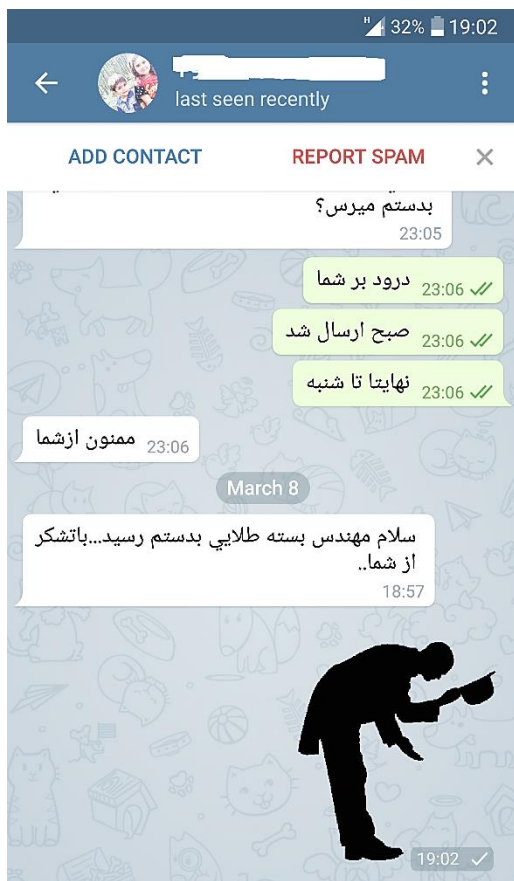 H 32% 19:02
last seen recently
ADD CONTACT
REPORT SPAM
بدستم میرس؟
23:05
درود بر شما
23:06
صبح ارسال شد
23:06
نهایتا تا شنبه
23:06
ممنون ازشما
23:06
March 8
سلام مهندس بسته طلايي بدستم رسيد...باتشكر
از شما..
18:57
19:02